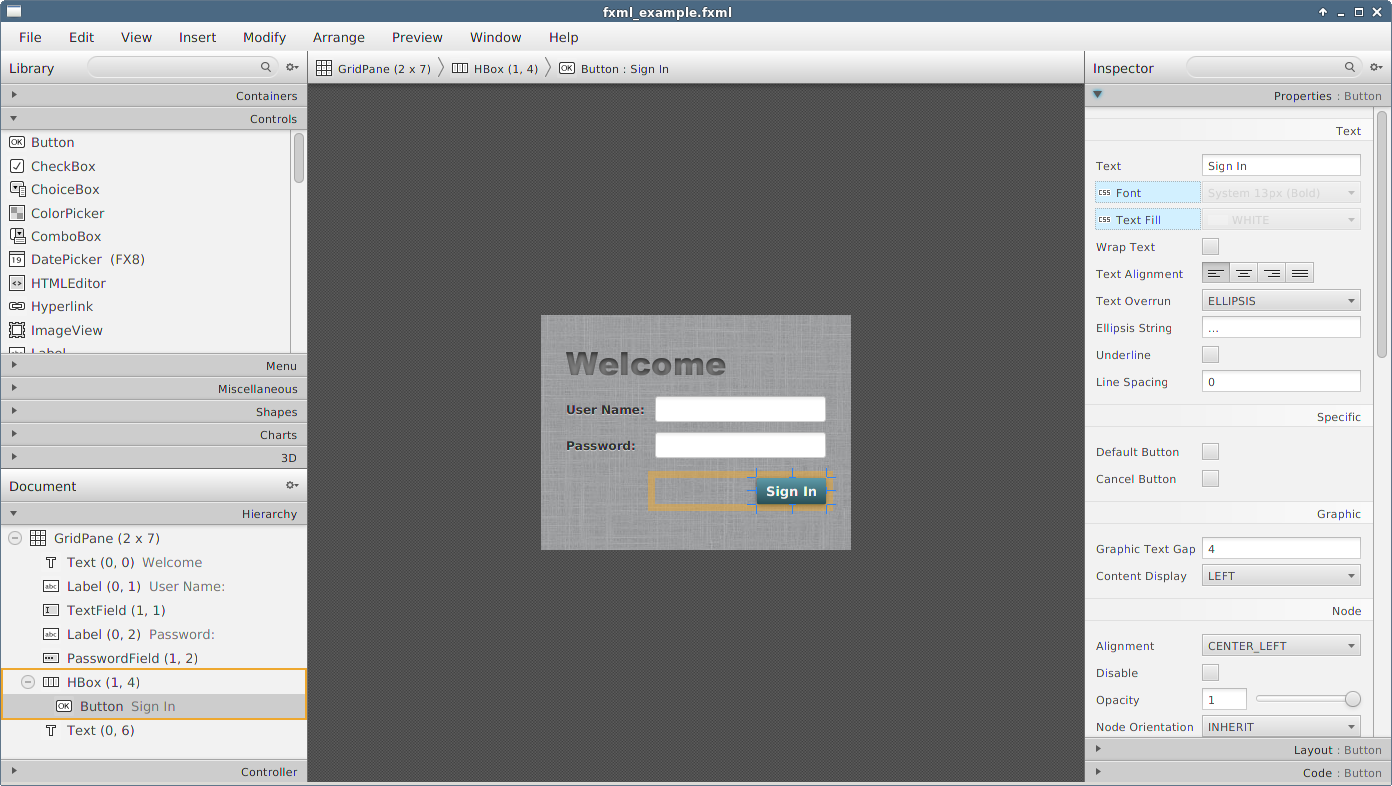 fxml_example.fxml
File Edit View Insert Modify Arrange Preview Window Help
Library
Containers
Controls
Button
CheckBox
ChoiceBox
ColorPicker
ComboBox
DatePicker (FX8)
HTMLEditor
Hyperlink
ImageView
Label
Menu
Miscellaneous
Shapes
Charts
3D
Document
Hierarchy
GridPane (2 x 7)
Text (0, 0) Welcome
Label (0, 1) User Name:
TextField (1, 1)
Label (0, 2) Password:
PasswordField (1, 2)
HBox (1, 4)
Button Sign In
Text (0, 6)
Controller
GridPane (2 x 7) HBox (1, 4) Button : Sign In
Welcome
User Name:
Password:
Sign In
Inspector
Properties : Button
Text
Text Sign In
css Font System 13px (Bold)
css Text Fill WHITE
Wrap Text
Text Alignment
Text Overrun ELLIPSIS
Ellipsis String ...
Underline
Line Spacing 0
Specific
Default Button
Cancel Button
Graphic
Graphic Text Gap 4
Content Display LEFT
Node
Alignment CENTER_LEFT
Disable
Opacity 1
Node Orientation INHERIT
Layout : Button
Code : Button